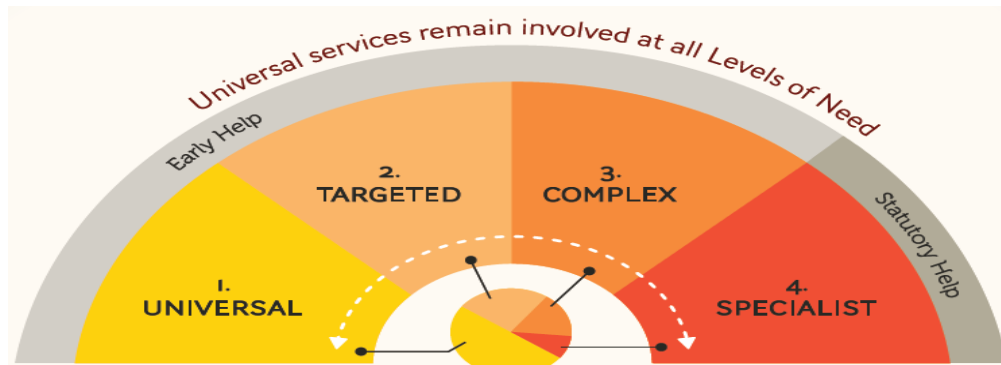 Universal services remain involved at all Levels of Need
Early Help
2.
TARGETED
3.
COMPLEX
Statutory Help
1.
UNIVERSAL
4.
SPECIALIST